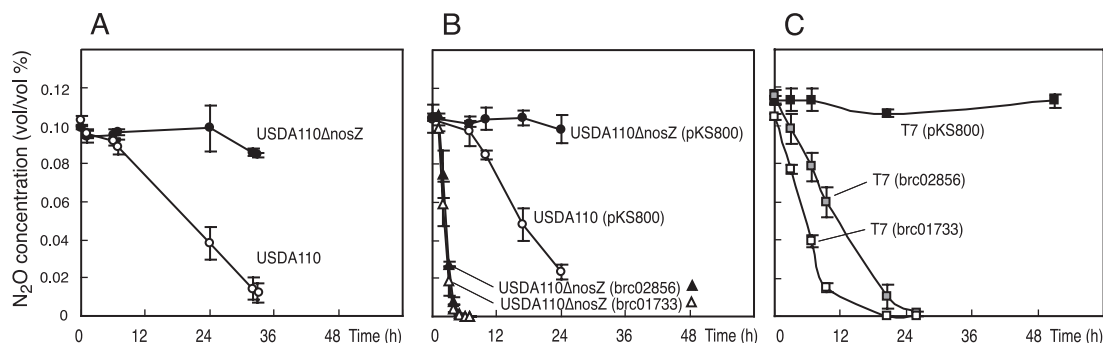 A
B
C
N2O concentration (vol/vol %)
0.12
0.10
0.08
0.06
0.04
0.02
0
USDA110ΔnosZ
USDA110
0 12 24 36 48 Time (h)
USDA110ΔnosZ (pKS800)
USDA110 (pKS800)
USDA110ΔnosZ (brc02856) ▲
USDA110ΔnosZ (brc01733) △
0 12 24 36 48 Time (h)
T7 (pKS800)
T7 (brc02856)
T7 (brc01733)
0 12 24 36 48 Time (h)